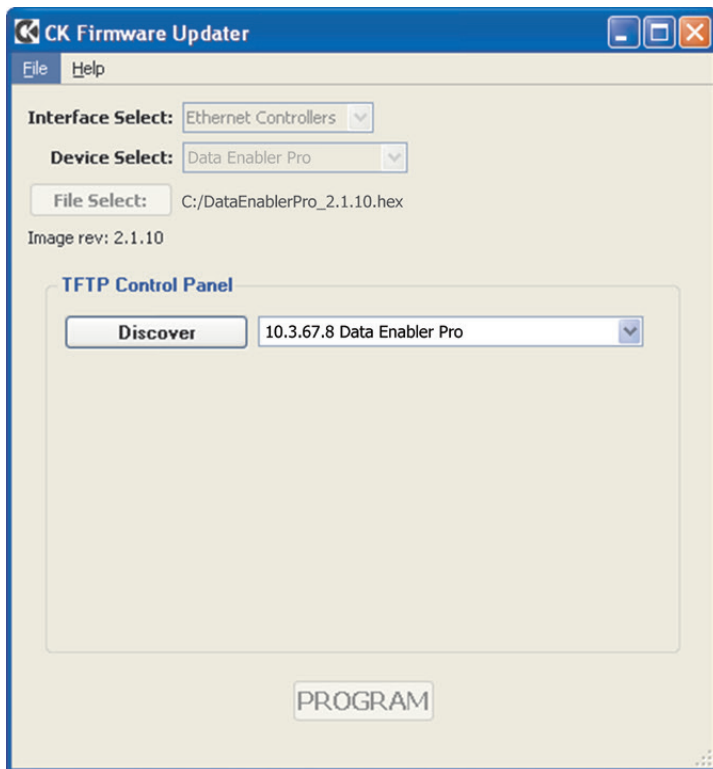 CK CK Firmware Updater
File Help
Interface Select: Ethernet Controllers
Device Select: Data Enabler Pro
File Select: C:/DataEnablerPro_2.1.10.hex
Image rev: 2.1.10
TFTP Control Panel
Discover 10.3.67.8 Data Enabler Pro
PROGRAM